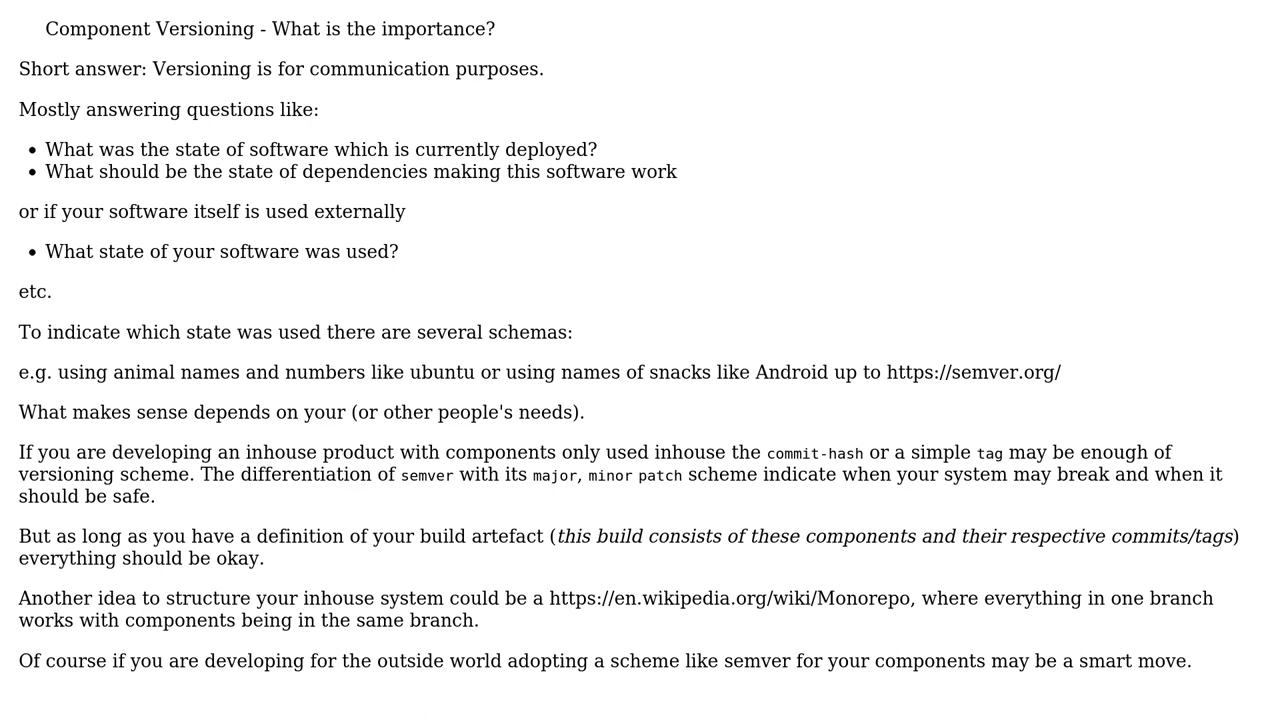 Component Versioning - What is the importance?
Short answer: Versioning is for communication purposes.
Mostly answering questions like:
• What was the state of software which is currently deployed?
• What should be the state of dependencies making this software work
or if your software itself is used externally
• What state of your software was used?
etc.
To indicate which state was used there are several schemas:
e.g. using animal names and numbers like ubuntu or using names of snacks like Android up to https://semver.org/
What makes sense depends on your (or other people's needs).
If you are developing an inhouse product with components only used inhouse the commit-hash or a simple tag may be enough of
versioning scheme. The differentiation of semver with its major, minor patch scheme indicate when your system may break and when it
should be safe.
But as long as you have a definition of your build artefact (this build consists of these components and their respective commits/tags)
everything should be okay.
Another idea to structure your inhouse system could be a https://en.wikipedia.org/wiki/Monorepo, where everything in one branch
works with components being in the same branch.
Of course if you are developing for the outside world adopting a scheme like semver for your components may be a smart move.